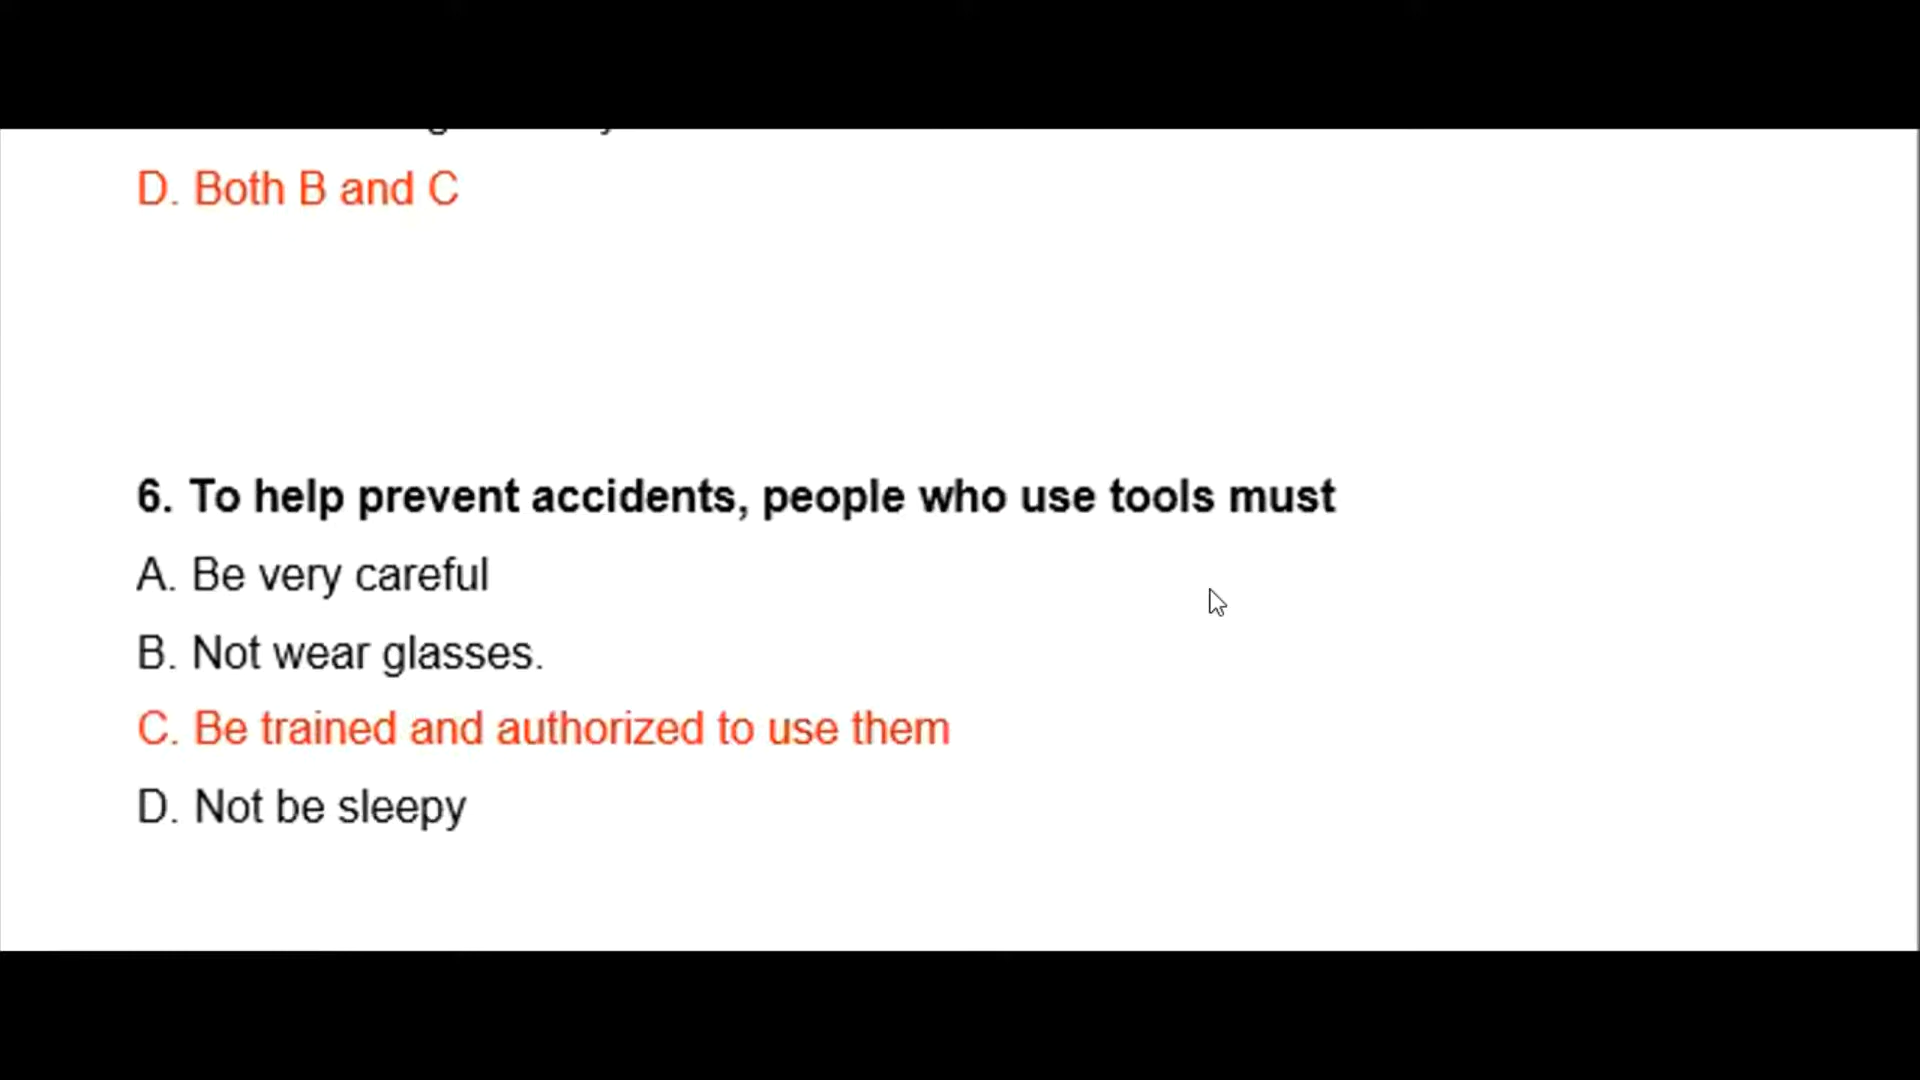 D. Both B and C
6. To help prevent accidents, people who use tools must
A. Be very careful
B. Not wear glasses.
C. Be trained and authorized to use them
D. Not be sleepy